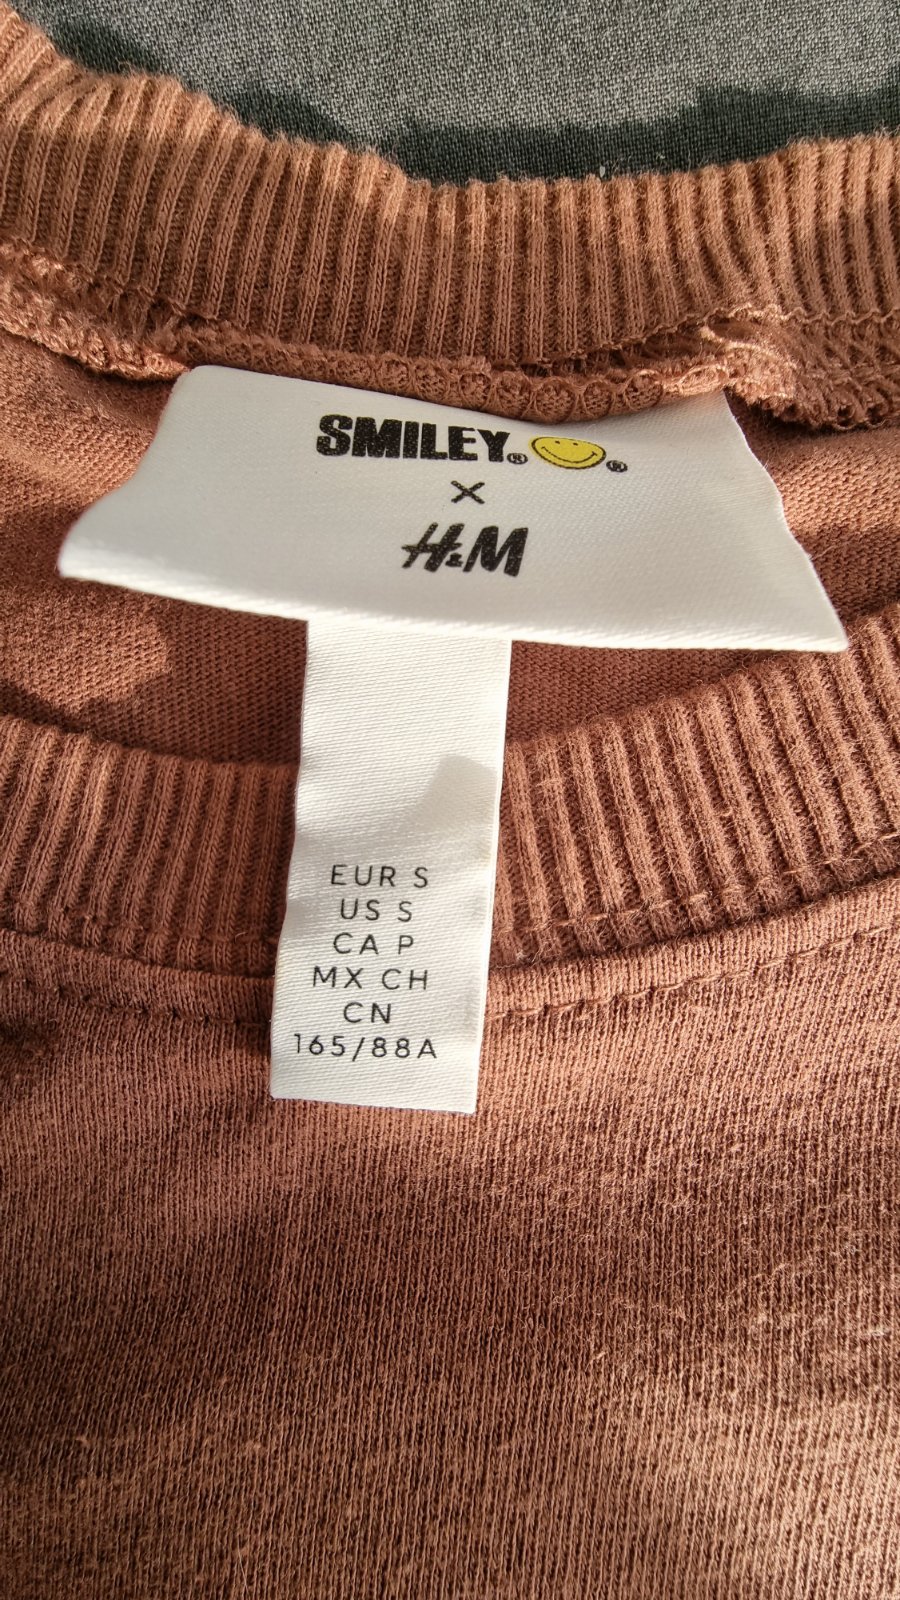 SMILEY® ®
×
H&M
EUR S
US S
CA P
MX CH
CN
165/88A